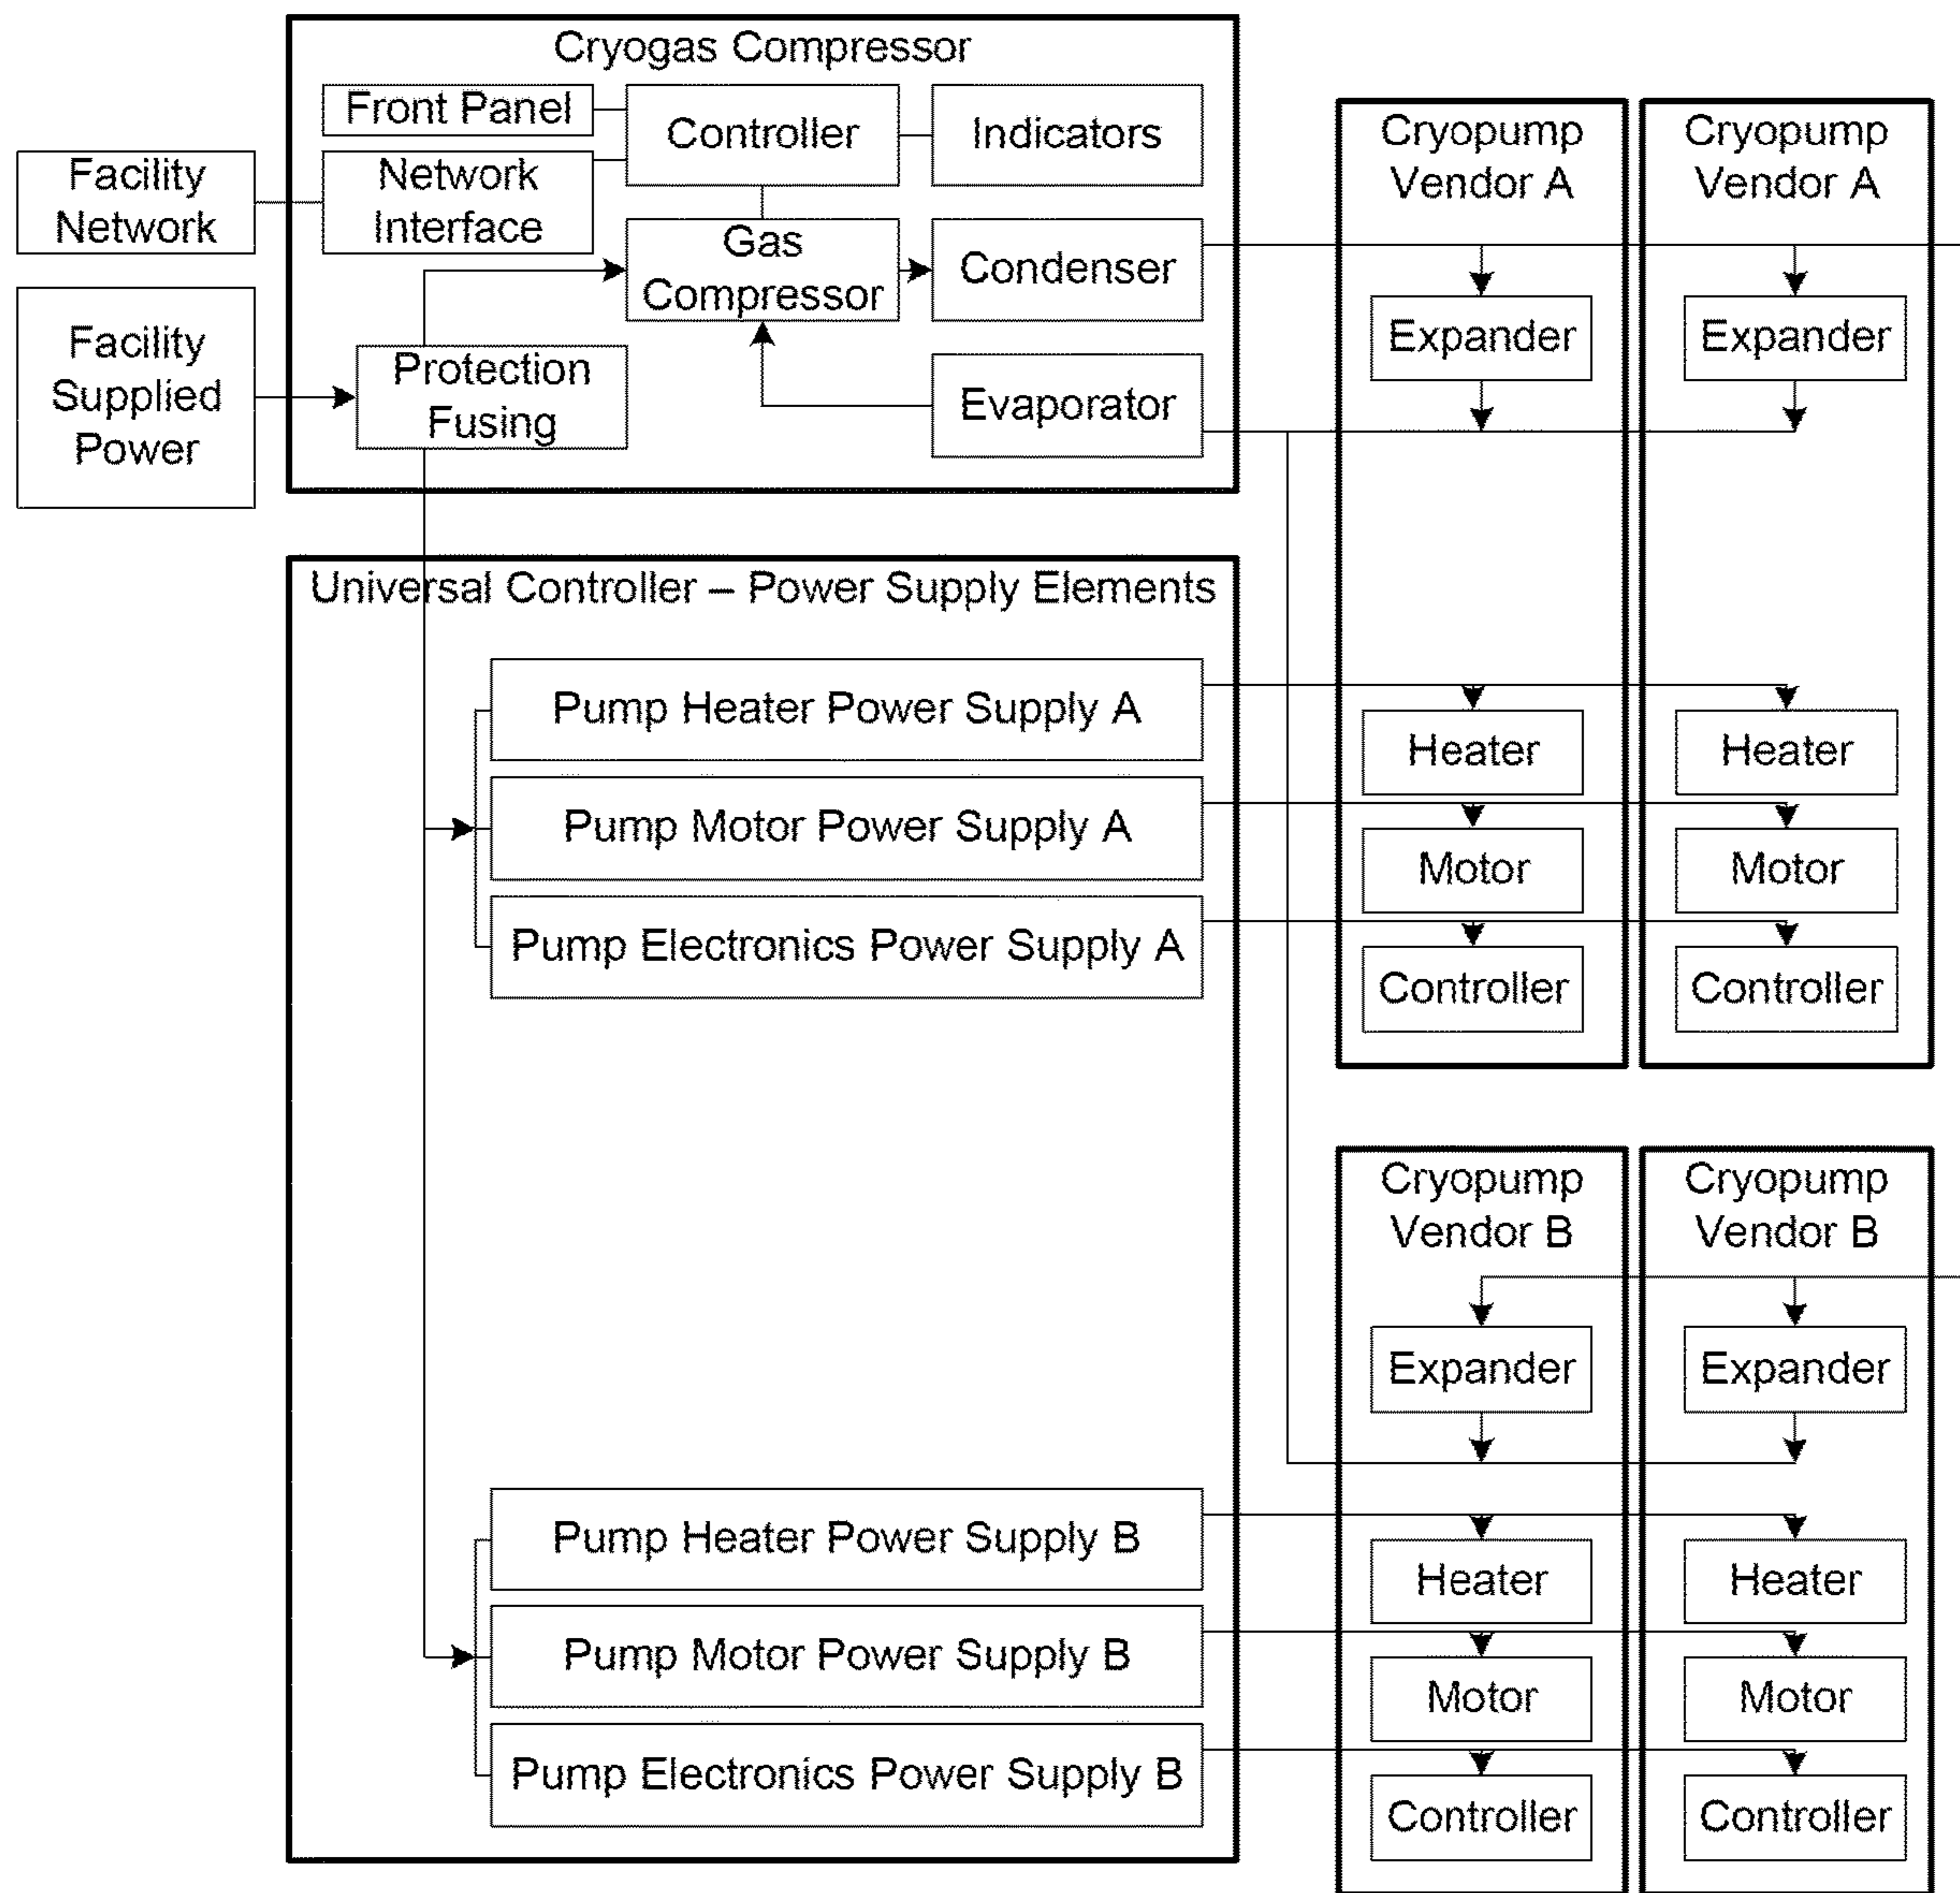 Cryogas Compressor
Front Panel
Controller
Indicators
Facility
Network
Network
Interface
Gas
Compressor
Condenser
Facility
Supplied
Power
Protection
Fusing
Evaporator
Cryopump
Vendor A
Expander
Heater
Motor
Controller
Cryopump
Vendor A
Expander
Heater
Motor
Controller
Universal Controller – Power Supply Elements
Pump Heater Power Supply A
Pump Motor Power Supply A
Pump Electronics Power Supply A
Pump Heater Power Supply B
Pump Motor Power Supply B
Pump Electronics Power Supply B
Cryopump
Vendor B
Expander
Heater
Motor
Controller
Cryopump
Vendor B
Expander
Heater
Motor
Controller